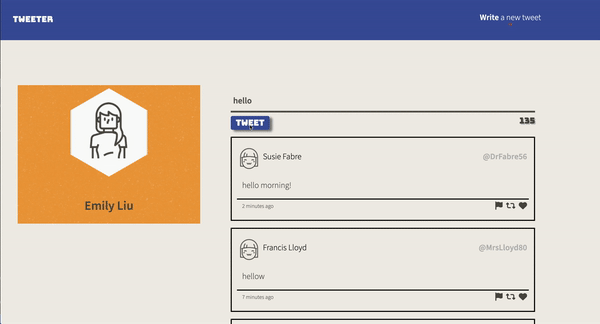 TWEETER
Write a new tweet
Emily Liu
hello
TWEET
135
Susie Fabre
@DrFabre56
hello morning!
2 minutes ago
Francis Lloyd
@MrsLloyd80
hellow
7 minutes ago